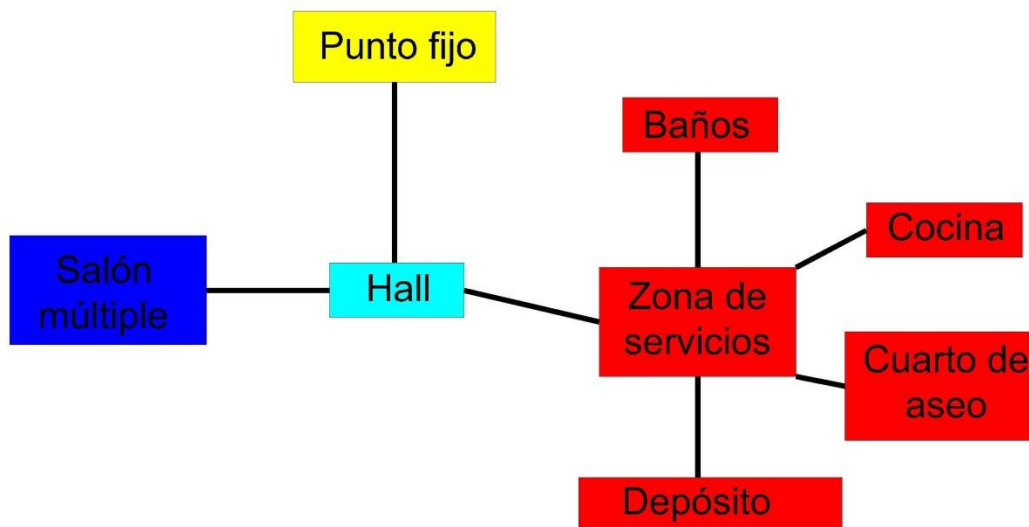 Punto fijo
Baños
Cocina
Salón
múltiple
Hall
Zona de
servicios
Cuarto de
aseo
Depósito